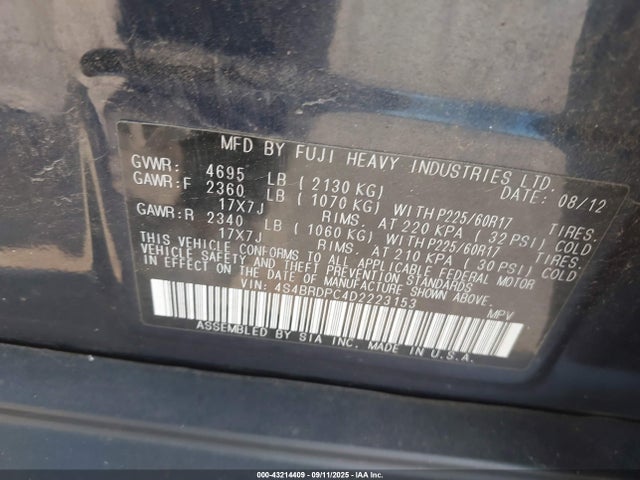 MFD BY FUJI HEAVY INDUSTRIES LTD.
GVWR: 4695 LB ( 2130 KG) DATE: 08/12
GAWR:F 2360 LB ( 1070 KG) WITH P225/60R17 TIRES,
17X7J RIMS, AT 220 KPA ( 32 PSI) COLD
GAWR:R 2340 LB ( 1060 KG) WITH P225/60R17 TIRES,
17X7J RIMS, AT 210 KPA ( 30 PSI) COLD
THIS VEHICLE CONFORMS TO ALL APPLICABLE FEDERAL MOTOR
VEHICLE SAFETY AND THEFT PREVENTION STANDARDS
IN EFFECT ON THE DATE OF MANUFACTURE SHOWN ABOVE.
VIN: 4S4BRDPC4D2223153 MPV
ASSEMBLED BY SIA INC. MADE IN U.S.A.
000-43214409 - 09/11/2025 - IAA Inc.